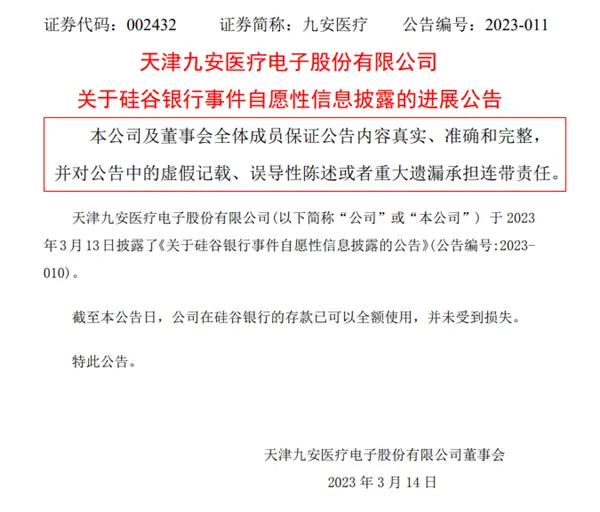 证券代码：002432 证券简称：九安医疗 公告编号：2023-011
天津九安医疗电子股份有限公司
关于硅谷银行事件自愿性信息披露的进展公告
本公司及董事会全体成员保证公告内容真实、准确和完整，
并对公告中的虚假记载、误导性陈述或者重大遗漏承担连带责任。
天津九安医疗电子股份有限公司(以下简称“公司”或“本公司”）于 2023
年3月13日披露了《关于硅谷银行事件自愿性信息披露的公告》(公告编号:2023-
010)。
截至本公告日，公司在硅谷银行的存款已可以全额使用，并未受到损失。
特此公告。
天津九安医疗电子股份有限公司董事会
2023 年 3 月 14 日